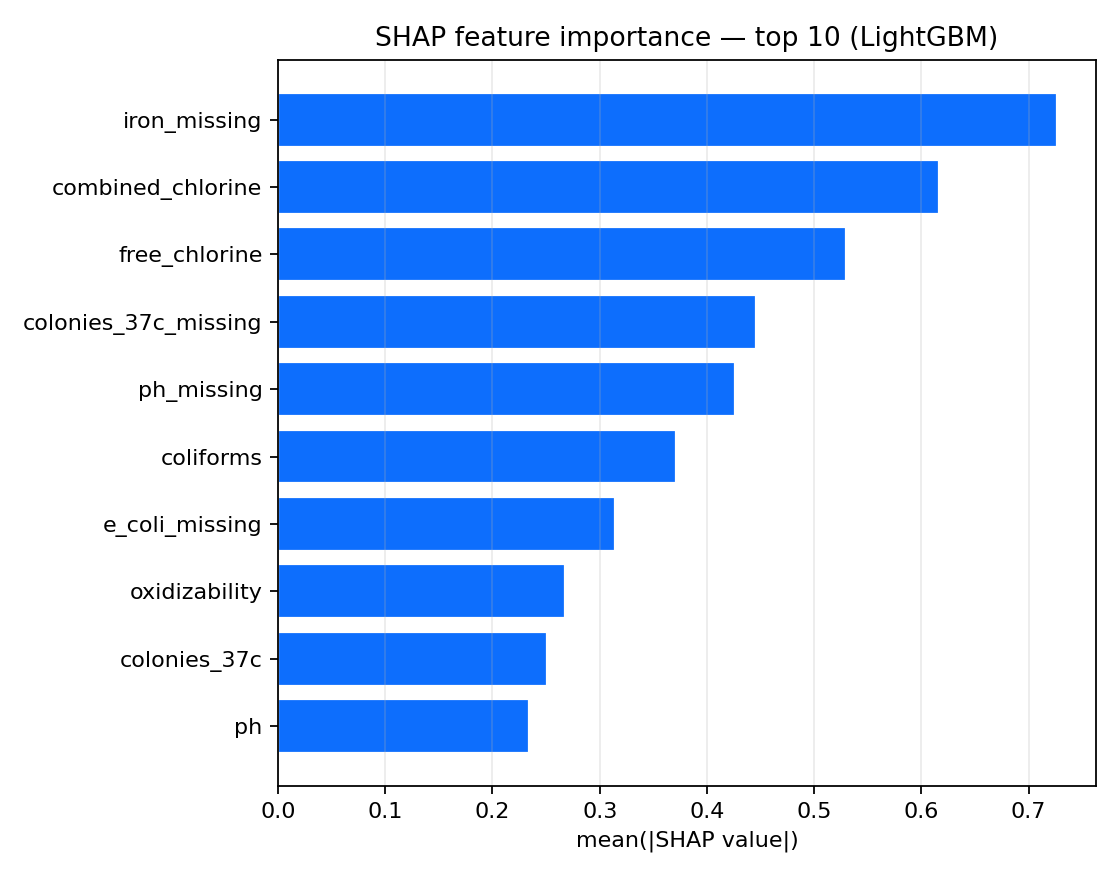 SHAP feature importance — top 10 (LightGBM)
iron_missing
combined_chlorine
free_chlorine
colonies_37c_missing
ph_missing
coliforms
e_coli_missing
oxidizability
colonies_37c
ph
0.0 0.1 0.2 0.3 0.4 0.5 0.6 0.7
mean(|SHAP value|)